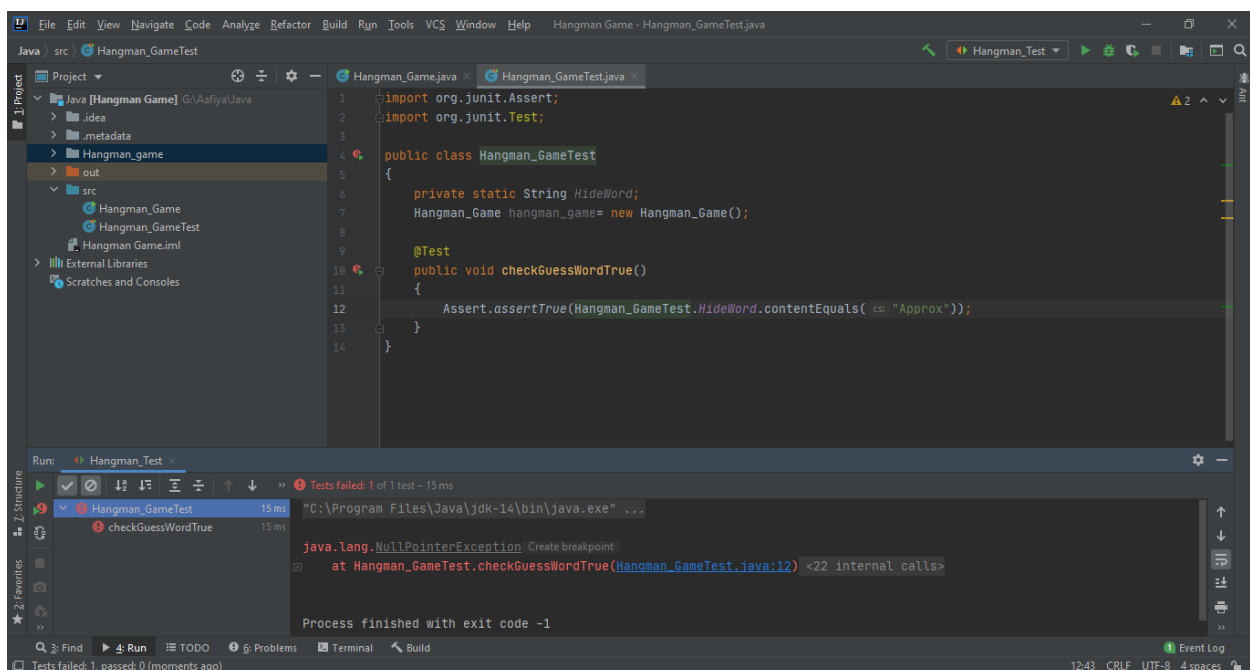 File Edit View Navigate Code Analyze Refactor Build Run Tools VCS Window Help Hangman Game - Hangman_GameTest.java
Java src Hangman_GameTest Hangman_Test
1: Project
Project
Hangman_Game.java
Hangman_GameTest.java
Ant
Java [Hangman Game] G:\Aafiya\Java
.idea
.metadata
Hangman_game
out
src
Hangman_Game
Hangman_GameTest
Hangman Game.iml
External Libraries
Scratches and Consoles
2
1 import org.junit.Assert;
2 import org.junit.Test;
3
4 public class Hangman_GameTest
5 {
6 private static String HideWord;
7 Hangman_Game hangman_game= new Hangman_Game();
8
9 @Test
10 public void checkGuessWordTrue()
11 {
12 Assert.assertTrue(Hangman_GameTest.HideWord.contentEquals( cs: "Approx"));
13 }
14 }
Run: Hangman_Test
7: Structure
2: Favorites
Tests failed: 1 of 1 test – 15 ms
Hangman_GameTest 15 ms
checkGuessWordTrue 15 ms
"C:\Program Files\Java\jdk-14\bin\java.exe" ...
java.lang.NullPointerException Create breakpoint
at Hangman_GameTest.checkGuessWordTrue(Hangman_GameTest.java:12) <22 internal calls>
Process finished with exit code -1
3: Find 4: Run TODO 6: Problems Terminal Build Event Log
Tests failed: 1, passed: 0 (moments ago) 12:43 CRLF UTF-8 4 spaces